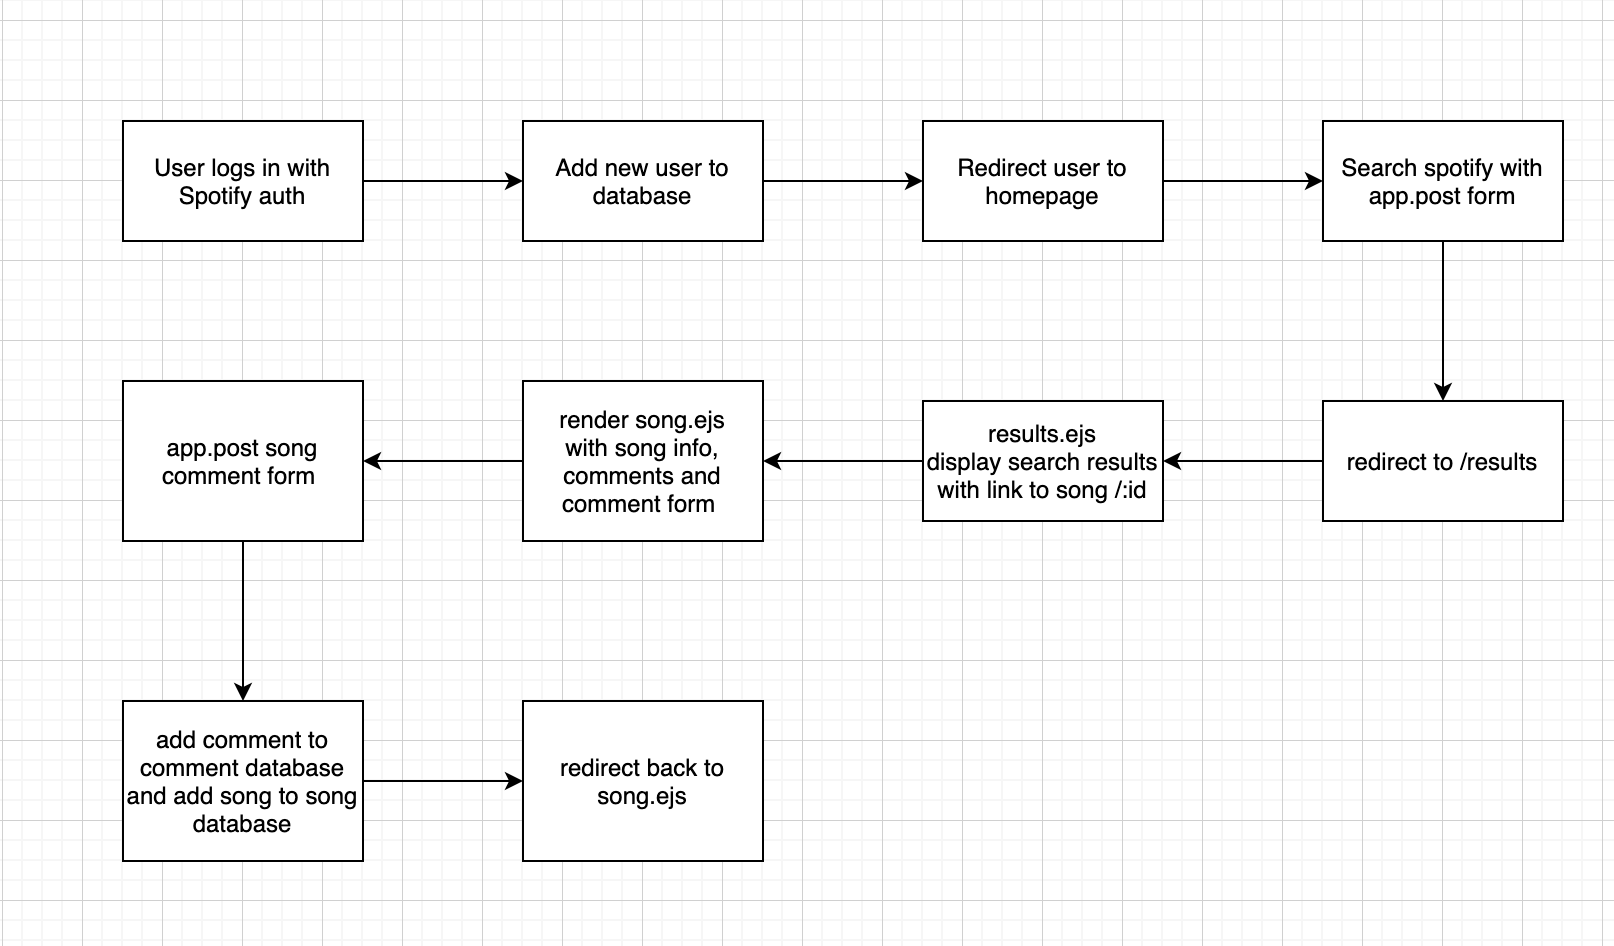 User logs in with
Spotify auth
Add new user to
database
Redirect user to
homepage
Search spotify with
app.post form
redirect to /results
results.ejs
display search results
with link to song /:id
render song.ejs
with song info,
comments and
comment form
app.post song
comment form
add comment to
comment database
and add song to song
database
redirect back to
song.ejs